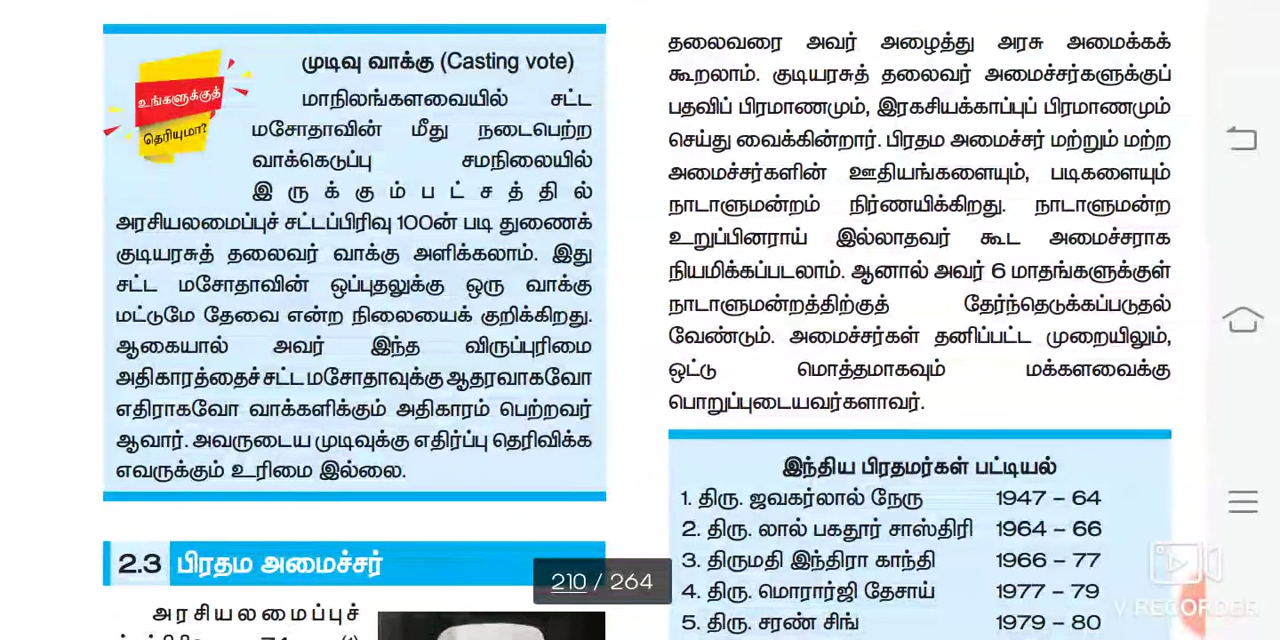 உங்களுக்குத்
தெரியுமா?
முடிவு வாக்கு (Casting vote)
மாநிலங்களவையில் சட்ட
மசோதாவின் மீது நடைபெற்ற
வாக்கெடுப்பு சமநிலையில்
இருக்கும்பட்சத்தில்
அரசியலமைப்புச் சட்டப்பிரிவு 100ன் படி துணைக்
குடியரசுத் தலைவர் வாக்கு அளிக்கலாம். இது
சட்ட மசோதாவின் ஒப்புதலுக்கு ஒரு வாக்கு
மட்டுமே தேவை என்ற நிலையைக் குறிக்கிறது.
ஆகையால் அவர் இந்த விருப்புரிமை
அதிகாரத்தைச் சட்ட மசோதாவுக்கு ஆதரவாகவோ
எதிராகவோ வாக்களிக்கும் அதிகாரம் பெற்றவர்
ஆவார். அவருடைய முடிவுக்கு எதிர்ப்பு தெரிவிக்க
எவருக்கும் உரிமை இல்லை.
2.3 பிரதம அமைச்சர்
அரசியலமைப்புச்
தலைவரை அவர் அழைத்து அரசு அமைக்கக்
கூறலாம். குடியரசுத் தலைவர் அமைச்சர்களுக்குப்
பதவிப் பிரமாணமும், இரகசியக்காப்புப் பிரமாணமும்
செய்து வைக்கின்றார். பிரதம அமைச்சர் மற்றும் மற்ற
அமைச்சர்களின் ஊதியங்களையும், படிகளையும்
நாடாளுமன்றம் நிர்ணயிக்கிறது. நாடாளுமன்ற
உறுப்பினராய் இல்லாதவர் கூட அமைச்சராக
நியமிக்கப்படலாம். ஆனால் அவர் 6 மாதங்களுக்குள்
நாடாளுமன்றத்திற்குத் தேர்ந்தெடுக்கப்படுதல்
வேண்டும். அமைச்சர்கள் தனிப்பட்ட முறையிலும்,
ஒட்டு மொத்தமாகவும் மக்களவைக்கு
பொறுப்புடையவர்களாவர்.
இந்திய பிரதமர்கள் பட்டியல்
1. திரு. ஜவகர்லால் நேரு 1947 – 64
2. திரு. லால் பகதூர் சாஸ்திரி 1964 – 66
3. திருமதி இந்திரா காந்தி 1966 – 77
4. திரு. மொரார்ஜி தேசாய் 1977 – 79
5. திரு. சரண் சிங் 1979 – 80
210 / 264
V RECORDER